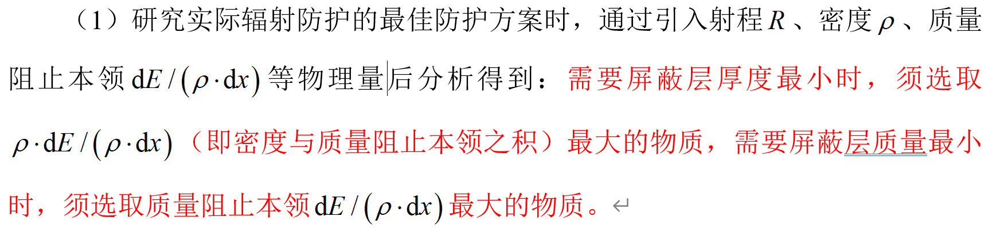 （1）研究实际辐射防护的最佳防护方案时，通过引入射程R、密度ρ、质量
阻止本领dE/(ρ·dx)等物理量后分析得到：需要屏蔽层厚度最小时，须选取
ρ·dE/(ρ·dx)（即密度与质量阻止本领之积）最大的物质，需要屏蔽层质量最小
时，须选取质量阻止本领dE/(ρ·dx)最大的物质。↵